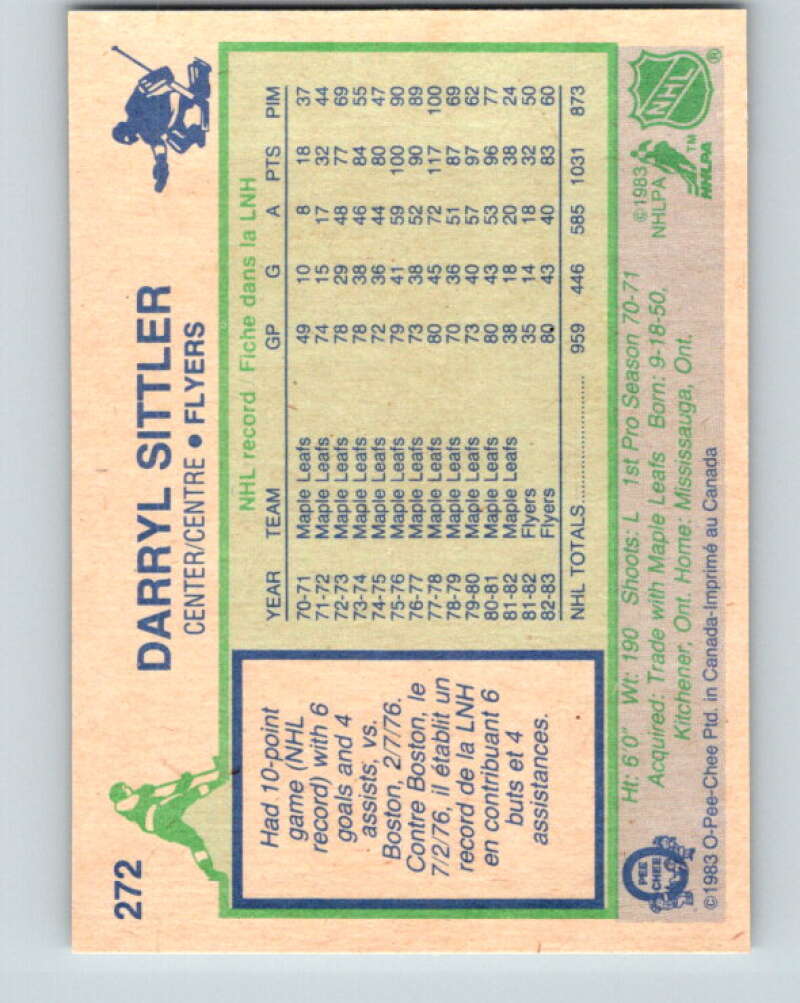 272
DARRYL SITTLER
CENTER/CENTRE • FLYERS
Had 10-point
game (NHL
record) with 6
goals and 4
assists, vs.
Boston, 2/7/76.
Contre Boston, le
7/2/76, il établit un
record de la LNH
en contribuant 6
buts et 4
assistances.
NHL record / Fiche dans la LNH
YEAR TEAM GP G A PTS PIM
70-71 Maple Leafs 49 10 8 18 37
71-72 Maple Leafs 74 15 17 32 44
72-73 Maple Leafs 78 29 48 77 69
73-74 Maple Leafs 78 38 46 84 55
74-75 Maple Leafs 72 36 44 80 47
75-76 Maple Leafs 79 41 59 100 90
76-77 Maple Leafs 73 38 52 90 89
77-78 Maple Leafs 80 45 72 117 100
78-79 Maple Leafs 70 36 51 87 69
79-80 Maple Leafs 73 40 57 97 62
80-81 Maple Leafs 80 43 53 96 77
81-82 Maple Leafs 38 18 20 38 24
81-82 Flyers 35 14 18 32 50
82-83 Flyers 80 43 40 83 60
NHL TOTALS 959 446 585 1031 873
Ht: 6'0" Wt: 190 Shoots: L 1st Pro Season 70-71
Acquired: Trade with Maple Leafs Born: 9-18-50,
Kitchener, Ont. Home: Mississauga, Ont.
©1983 O-Pee-Chee Ptd. in Canada-Imprimé au Canada
O PEE CHEE
©1983
NHLPA
NHLPA ™
NHL ®